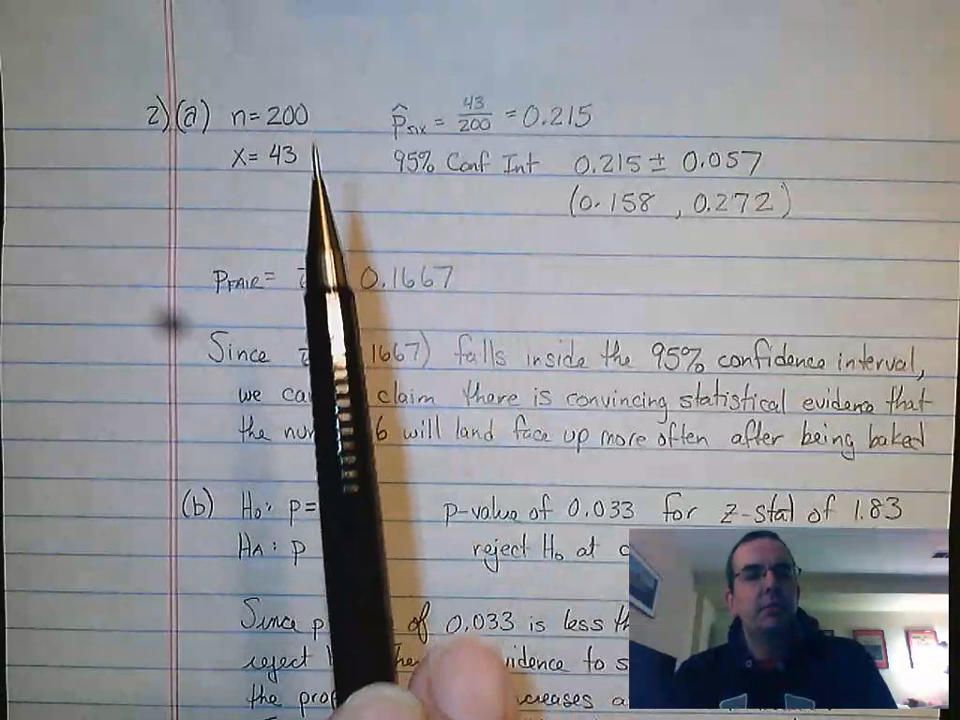 2)(a) n=200 p̂six = 43/200 = 0.215
x= 43 95% Conf Int 0.215 ± 0.057
(0.158 , 0.272)
PFAIR= 0.1667
Since 1667) falls inside the 95% confidence interval,
we claim there is convincing statistical evidence that
the 6 will land face up more often after being baked
(b) H₀: p= p-value of 0.033 for z-stat of 1.83
HA: p reject H₀ at
Since p of 0.033 is less
reject to
the